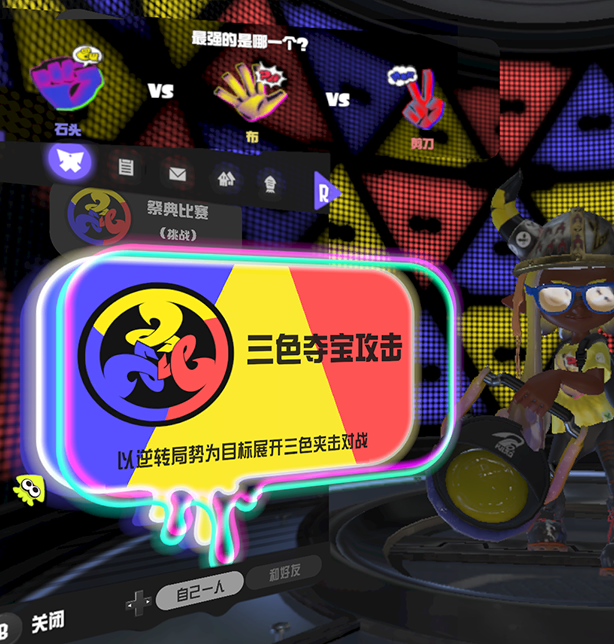 最强的是哪一个?
VS
VS
石头
布
剪刀
R
祭典比赛
(挑战)
三色夺宝攻击
以逆转局势为目标展开三色夹击对战
自己一人
和好友
B
关闭